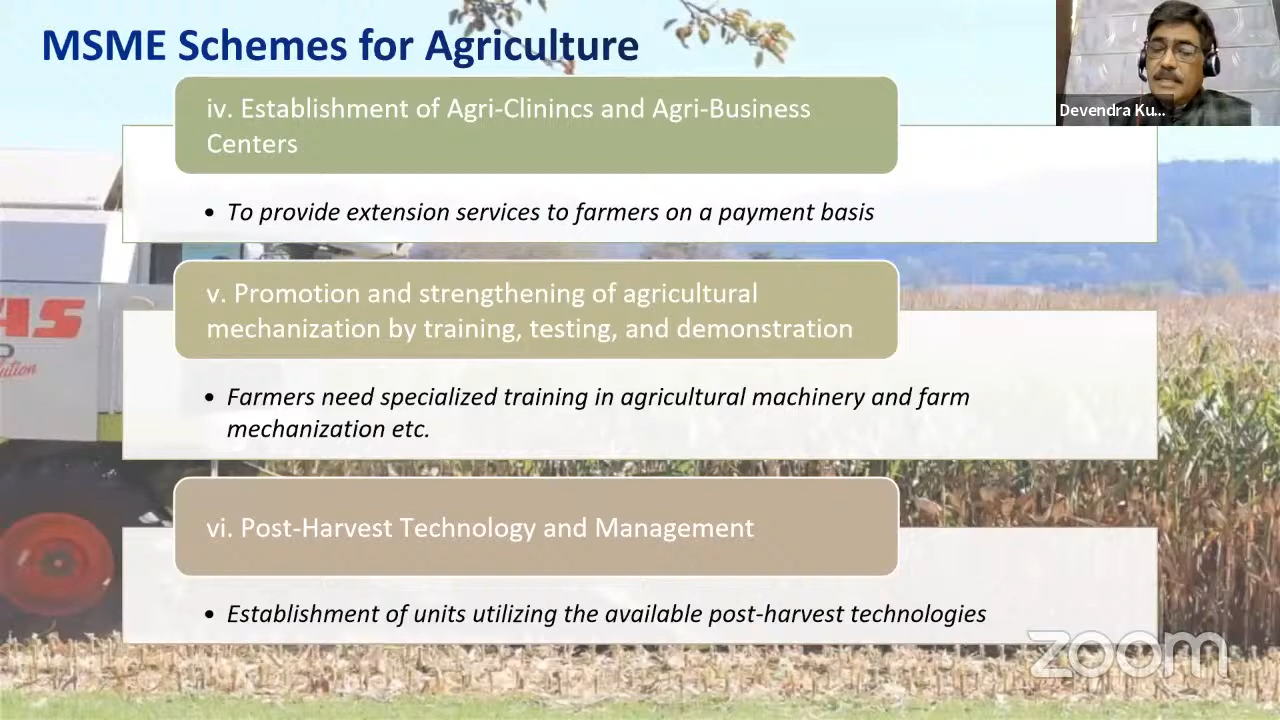 MSME Schemes for Agriculture
Devendra Ku...
iv. Establishment of Agri-Clinincs and Agri-Business
Centers
• To provide extension services to farmers on a payment basis
v. Promotion and strengthening of agricultural
mechanization by training, testing, and demonstration
AS
• Farmers need specialized training in agricultural machinery and farm
mechanization etc.
vi. Post-Harvest Technology and Management
• Establishment of units utilizing the available post-harvest technologies
zoom